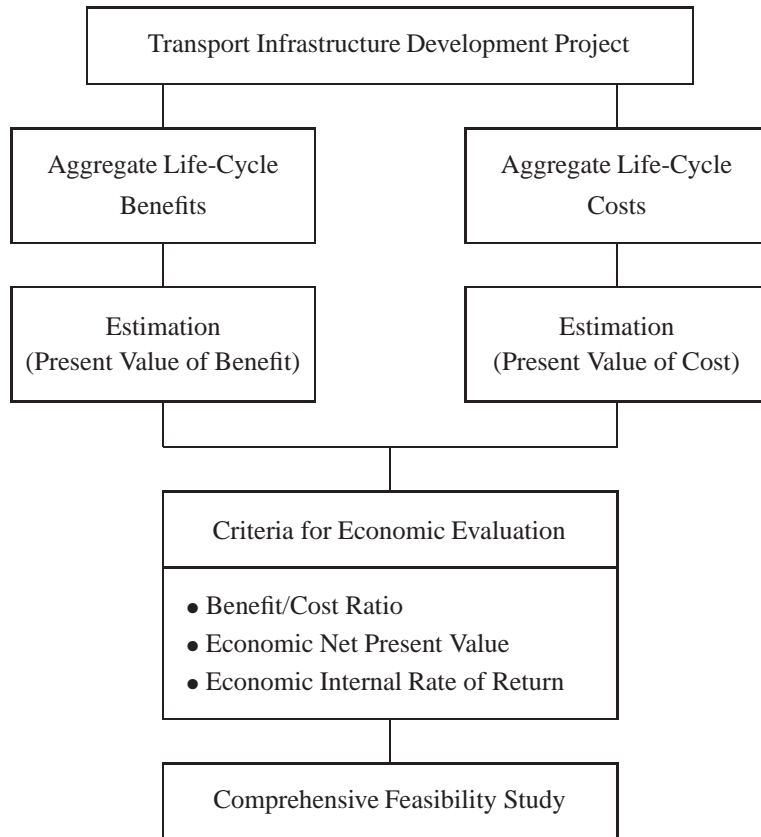 Transport Infrastructure Development Project
Aggregate Life-Cycle
Benefits
Aggregate Life-Cycle
Costs
Estimation
(Present Value of Benefit)
Estimation
(Present Value of Cost)
Criteria for Economic Evaluation
• Benefit/Cost Ratio
• Economic Net Present Value
• Economic Internal Rate of Return
Comprehensive Feasibility Study